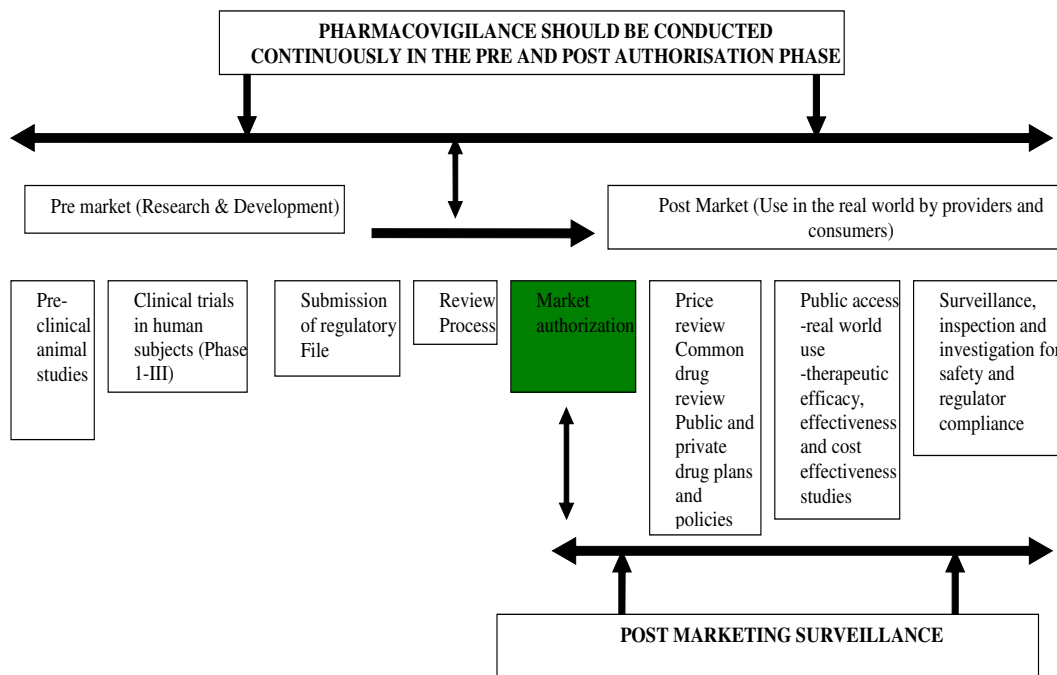 PHARMACOVIGILANCE SHOULD BE CONDUCTED
CONTINUOUSLY IN THE PRE AND POST AUTHORISATION PHASE
Pre market (Research & Development)
Post Market (Use in the real world by providers and
consumers)
Pre-
clinical
animal
studies
Clinical trials
in human
subjects (Phase
1-III)
Submission
of regulatory
File
Review
Process
Market
authorization
Price
review
Common
drug
review
Public and
private
drug plans
and
policies
Public access
-real world
use
-therapeutic
efficacy,
effectiveness
and cost
effectiveness
studies
Surveillance,
inspection and
investigation for
safety and
regulator
compliance
POST MARKETING SURVEILLANCE